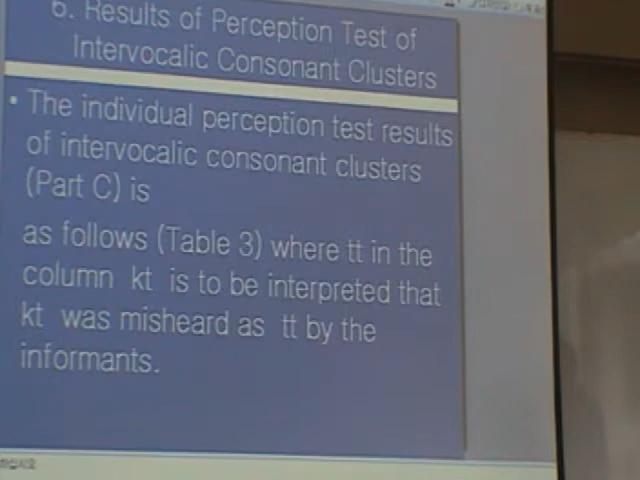 6. Results of Perception Test of
Intervocalic Consonant Clusters
• The individual perception test results
of intervocalic consonant clusters
(Part C) is
as follows (Table 3) where tt in the
column kt is to be interpreted that
kt was misheard as tt by the
informants.